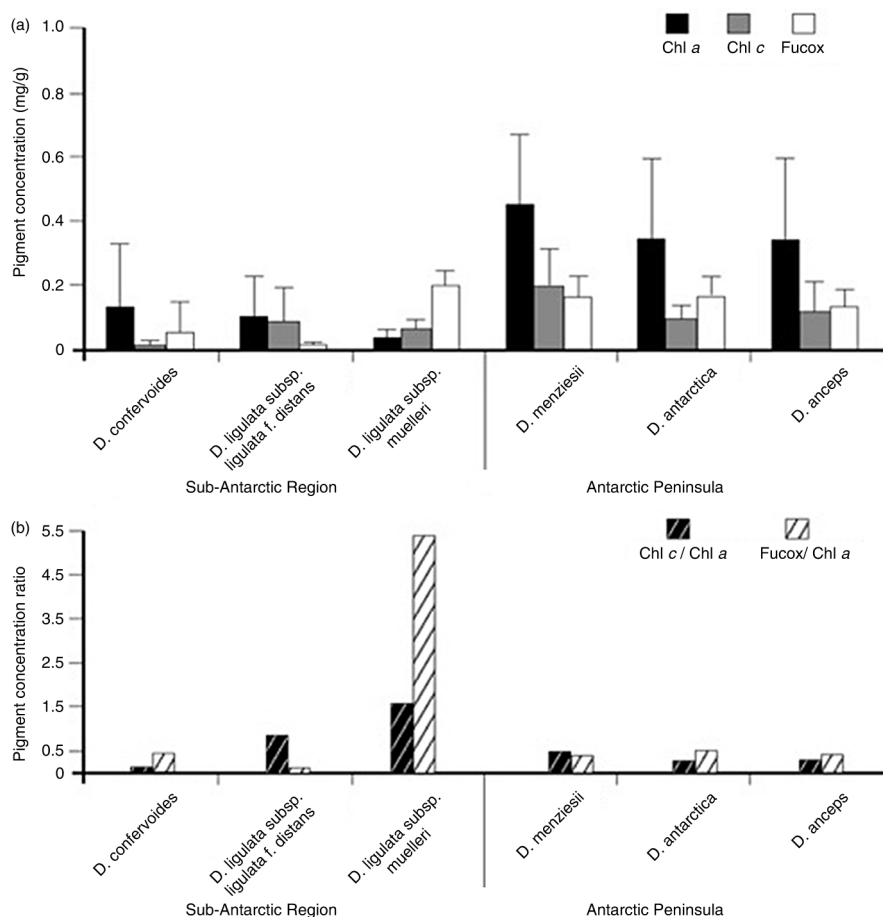 (a)
1.0
0.8
0.6
0.4
0.2
0
Pigment concentration (mg/g)
Chl a
Chl c
Fucox
D. confervoides
D. ligulata subsp.
ligulata f. distans
D. ligulata subsp.
muelleri
D. menziesii
D. antarctica
D. anceps
Sub-Antarctic Region
Antarctic Peninsula
(b)
5.5
5.5
4.5
3.5
2.5
1.5
0.5
0
Pigment concentration ratio
Chl c / Chl a
Fucox/ Chl a
D. confervoides
D. ligulata subsp.
ligulata f. distans
D. ligulata subsp.
muelleri
D. menziesii
D. antarctica
D. anceps
Sub-Antarctic Region
Antarctic Peninsula